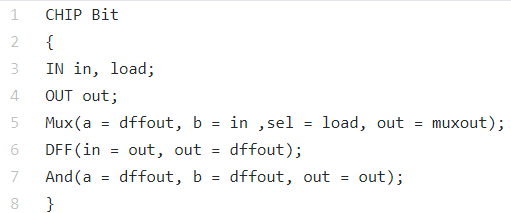 1 CHIP Bit
2 {
3 IN in, load;
4 OUT out;
5 Mux(a = dffout, b = in ,sel = load, out = muxout);
6 DFF(in = out, out = dffout);
7 And(a = dffout, b = dffout, out = out);
8 }